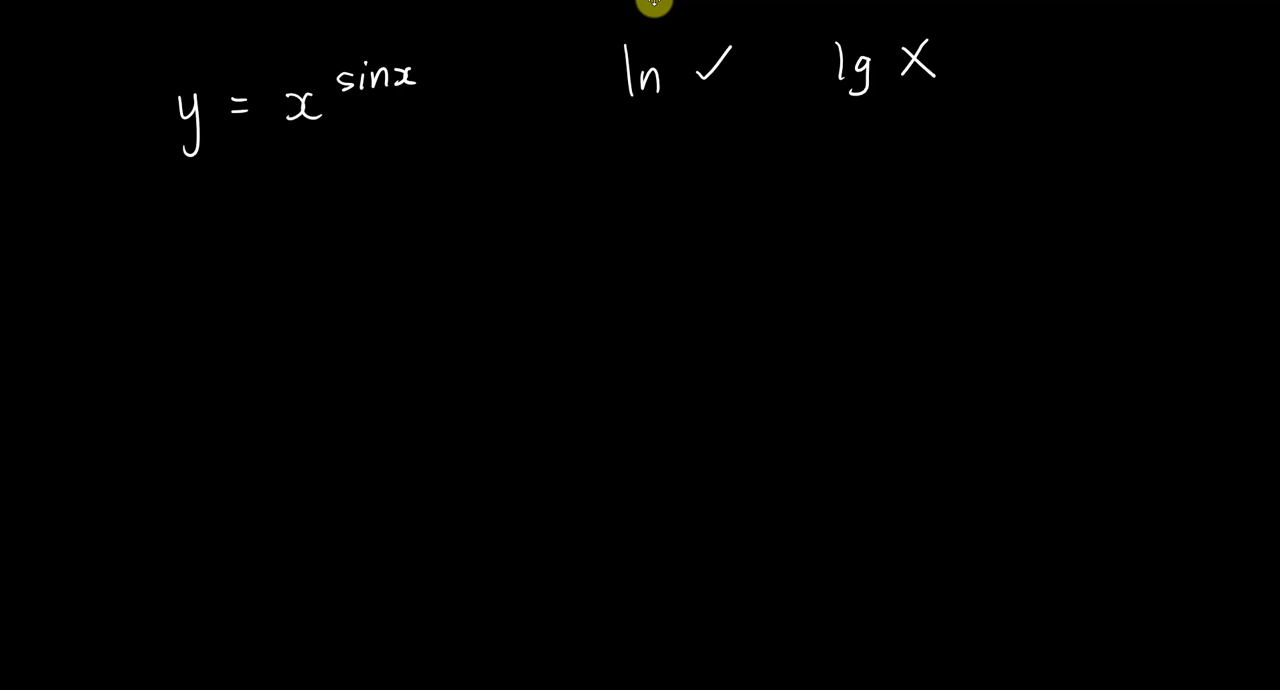 y = x^sinx ln ✓ lg X